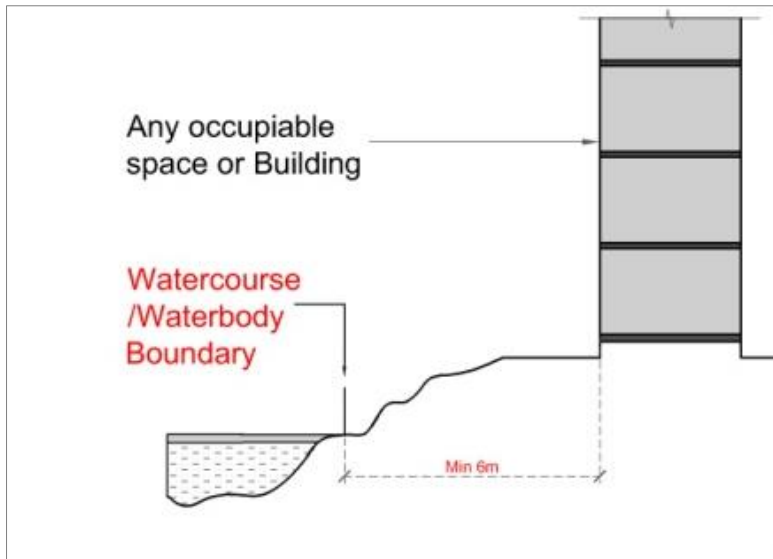 Any occupiable
space or Building
Watercourse
/Waterbody
Boundary
Min 6m